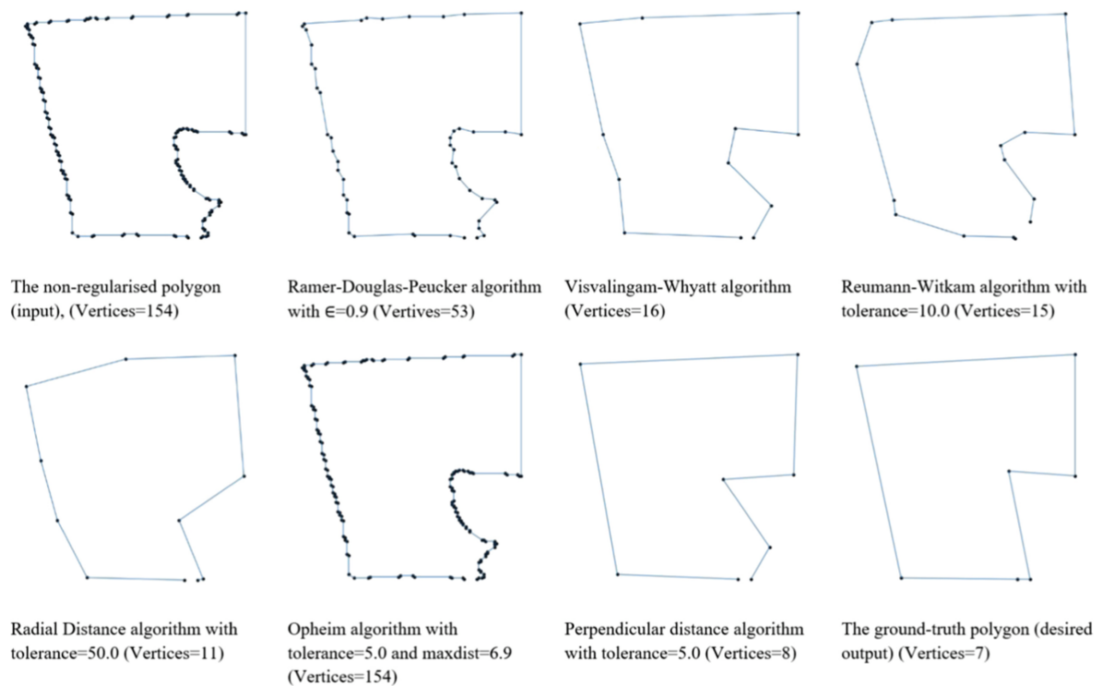 The non-regularised polygon
(input), (Vertices=154)
Ramer-Douglas-Peucker algorithm
with ∈=0.9 (Vertives=53)
Visvalingam-Whyatt algorithm
(Vertices=16)
Reumann-Witkam algorithm with
tolerance=10.0 (Vertices=15)
Radial Distance algorithm with
tolerance=50.0 (Vertices=11)
Opheim algorithm with
tolerance=5.0 and maxdist=6.9
(Vertices=154)
Perpendicular distance algorithm
with tolerance=5.0 (Vertices=8)
The ground-truth polygon (desired
output) (Vertices=7)